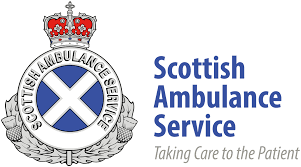 SCOTTISH AMBULANCE SERVICE
Scottish
Ambulance
Service
Taking Care to the Patient